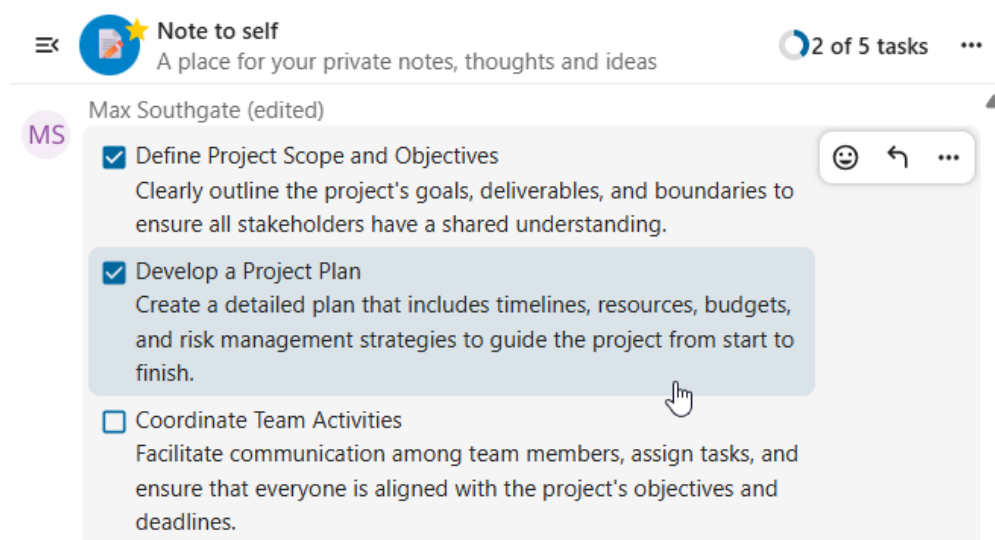 Note to self
A place for your private notes, thoughts and ideas
2 of 5 tasks
Max Southgate (edited)
MS
Define Project Scope and Objectives
Clearly outline the project's goals, deliverables, and boundaries to
ensure all stakeholders have a shared understanding.
Develop a Project Plan
Create a detailed plan that includes timelines, resources, budgets,
and risk management strategies to guide the project from start to
finish.
Coordinate Team Activities
Facilitate communication among team members, assign tasks, and
ensure that everyone is aligned with the project's objectives and
deadlines.